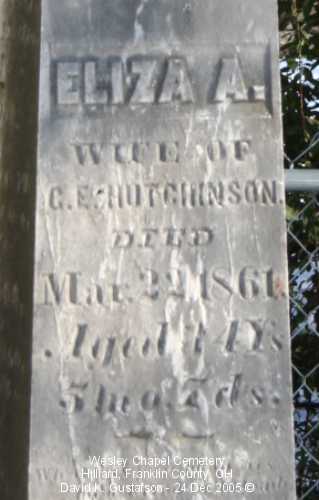 ELIZA A.
WIFE OF
C. E. HUTCHINSON.
DIED
Mar. 22 1861.
Aged 4 Ys
5 mo. 7 ds.
Wesley Chapel Cemetery
Hilliard, Franklin County, OH
David K. Gustafson - 24 Dec 2005 ©